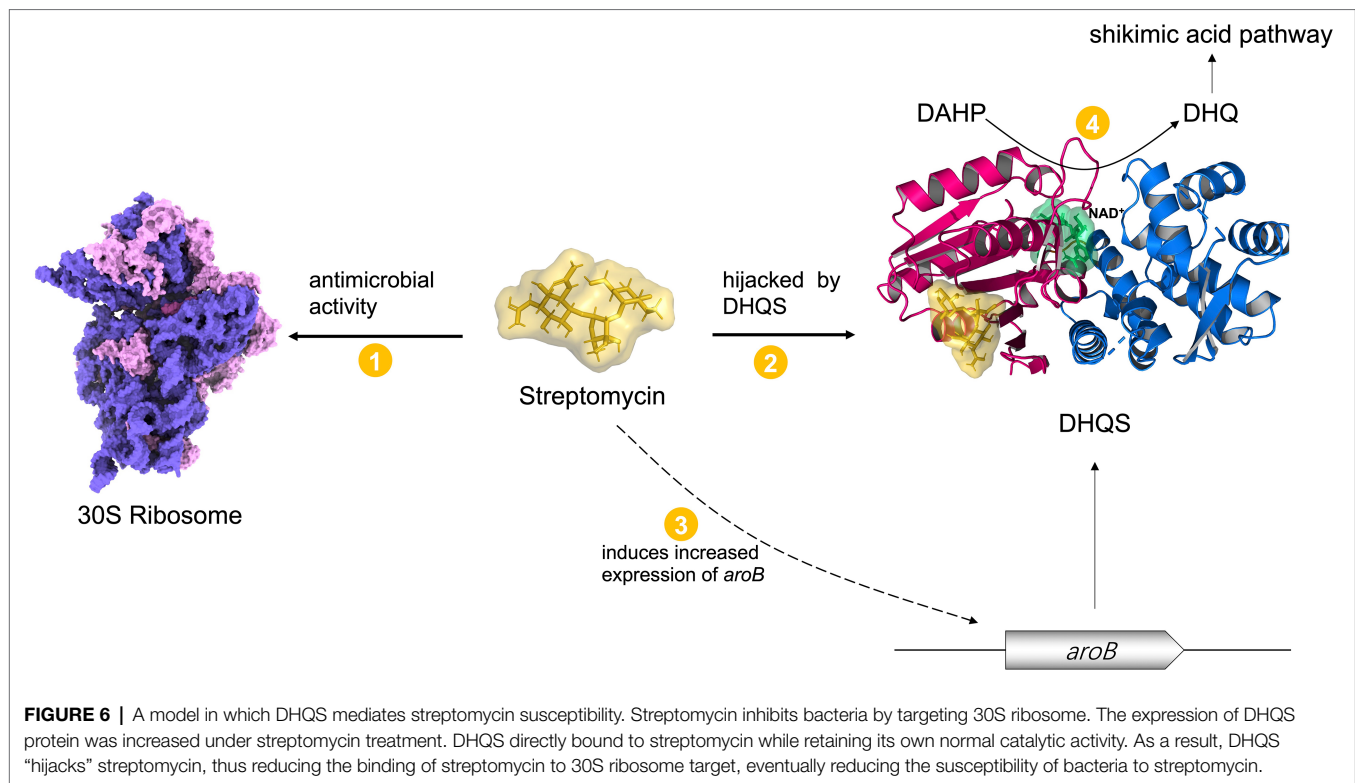 shikimic acid pathway
DAHP
4
DHQ
NAD⁺
antimicrobial
activity
1
hijacked by
DHQS
2
Streptomycin
30S Ribosome
DHQS
3
induces increased
expression of aroB
aroB
FIGURE 6 | A model in which DHQS mediates streptomycin susceptibility. Streptomycin inhibits bacteria by targeting 30S ribosome. The expression of DHQS
protein was increased under streptomycin treatment. DHQS directly bound to streptomycin while retaining its own normal catalytic activity. As a result, DHQS
“hijacks” streptomycin, thus reducing the binding of streptomycin to 30S ribosome target, eventually reducing the susceptibility of bacteria to streptomycin.